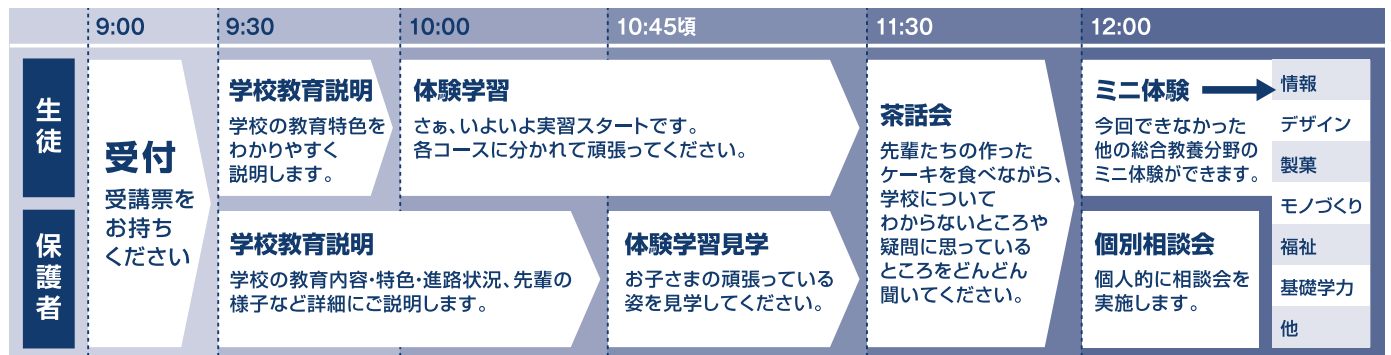 9:00
9:30
10:00
10:45頃
11:30
12:00
生徒
保護者
受付
受講票を
お持ち
ください
学校教育説明
学校の教育特色を
わかりやすく
説明します。
体験学習
さぁ、いよいよ実習スタートです。
各コースに分かれて頑張ってください。
学校教育説明
学校の教育内容・特色・進路状況、先輩の
様子など詳細にご説明します。
体験学習見学
お子さまの頑張っている
姿を見学してください。
茶話会
先輩たちの作った
ケーキを食べながら、
学校について
わからないところや
疑問に思っている
ところをどんどん
聞いてください。
ミニ体験
今回できなかった
他の総合教養分野の
ミニ体験ができます。
個別相談会
個人的に相談会を
実施します。
情報
デザイン
製菓
モノづくり
福祉
基礎学力
他